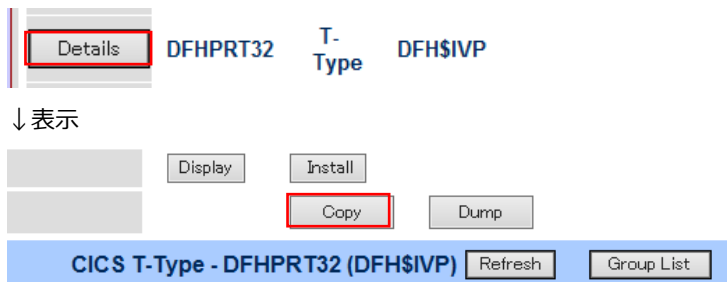 Details DFHPRT32 T-Type DFH$IVP
↓表示
Display Install
Copy Dump
CICS T-Type - DFHPRT32 (DFH$IVP) Refresh Group List